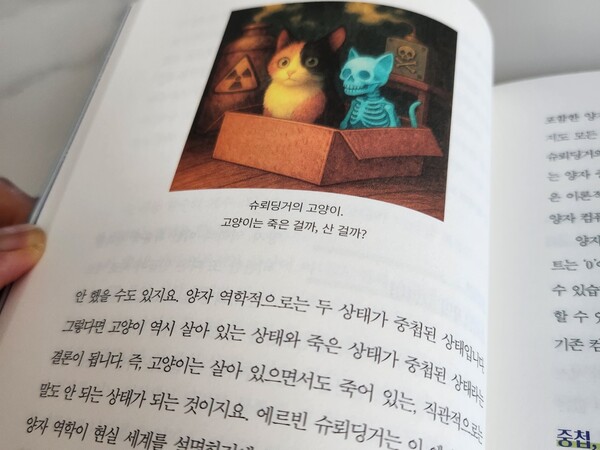 슈뢰딩거의 고양이.
고양이는 죽은 걸까, 산 걸까?
안 했을 수도 있지요. 양자 역학적으로는 두 상태가 중첩된 상태입니다.
그렇다면 고양이 역시 살아 있는 상태와 죽은 상태가 중첩된 상태라는
결론이 됩니다. 즉, 고양이는 살아 있으면서도 죽어 있는, 직관적으로는
말도 안 되는 상태가 되는 것이지요. 에르빈 슈뢰딩거는 이
양자 역학이 현실 세계를
포함한 양자
슈뢰딩거의
는 양자
은 이론적
양자 컴퓨
양자
트는 '0'이
수 있습
할 수 있
기존 컴
중첩,